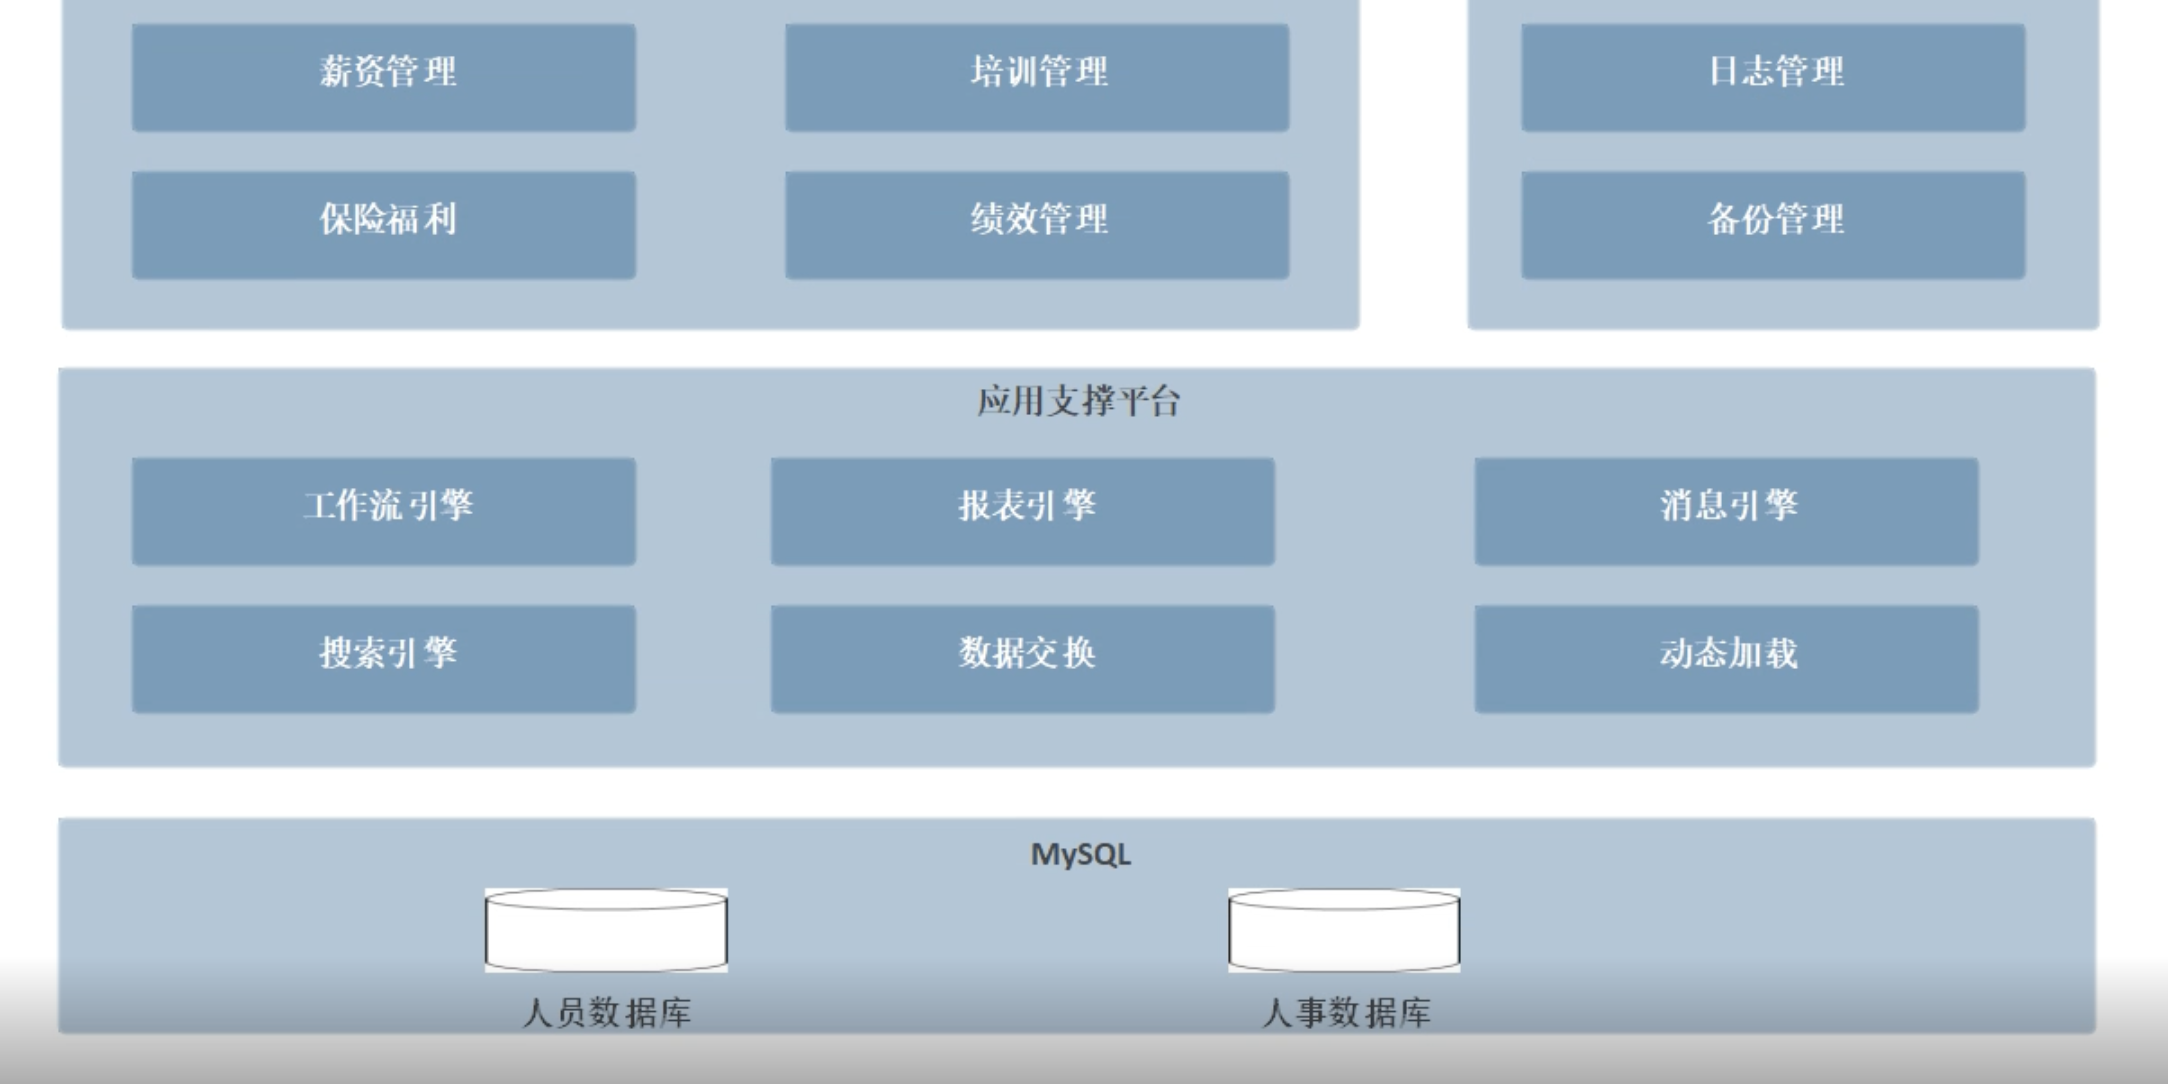 薪资管理
培训管理
日志管理
保险福利
绩效管理
备份管理
应用支撑平台
工作流引擎
报表引擎
消息引擎
搜索引擎
数据交换
动态加载
MySQL
人员数据库
人事数据库